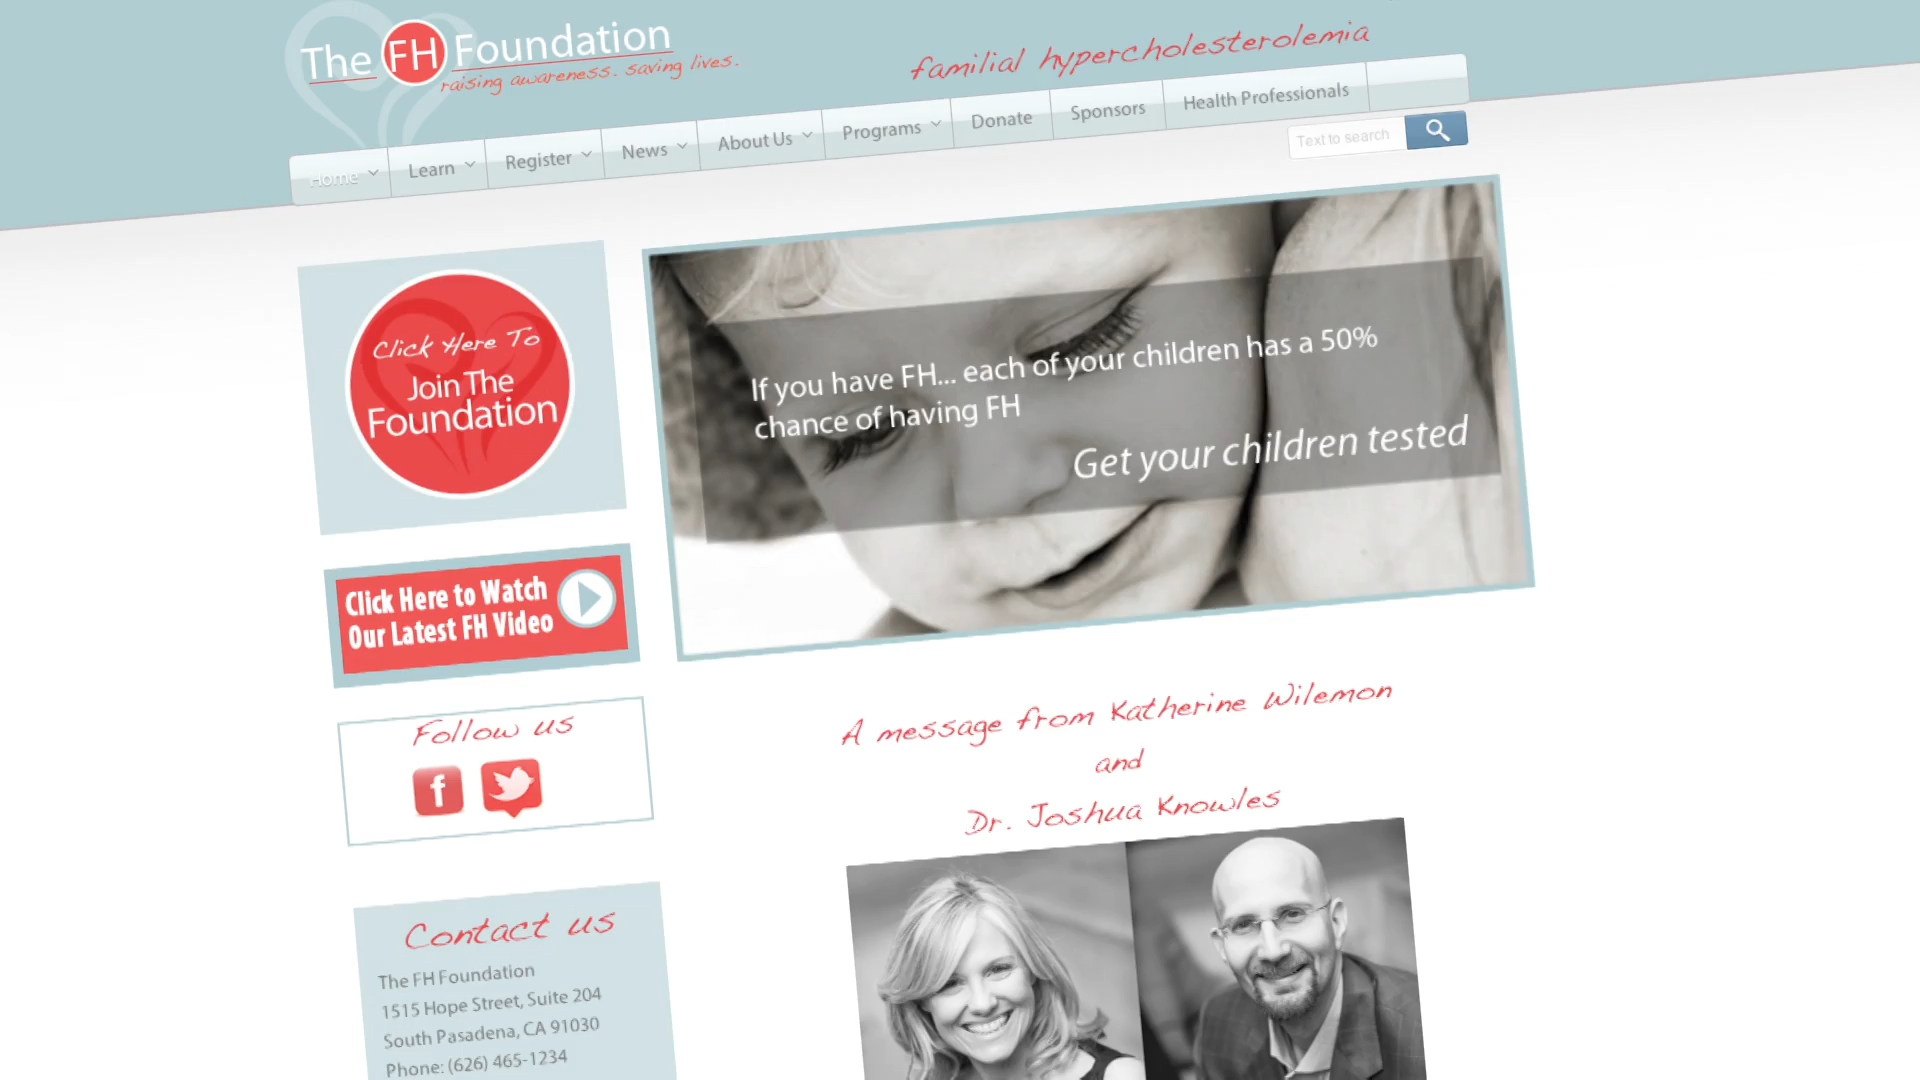 The FH Foundation
raising awareness. saving lives.
familial hypercholesterolemia
Home
Learn
Register
News
About Us
Programs
Donate
Sponsors
Health Professionals
Text to search
Click Here To
Join The
Foundation
If you have FH... each of your children has a 50%
chance of having FH
Get your children tested
Click Here to Watch
Our Latest FH Video
Follow us
f
A message from Katherine Wilemon
and
Dr. Joshua Knowles
Contact us
The FH Foundation
1515 Hope Street, Suite 204
South Pasadena, CA 91030
Phone: (626) 465-1234